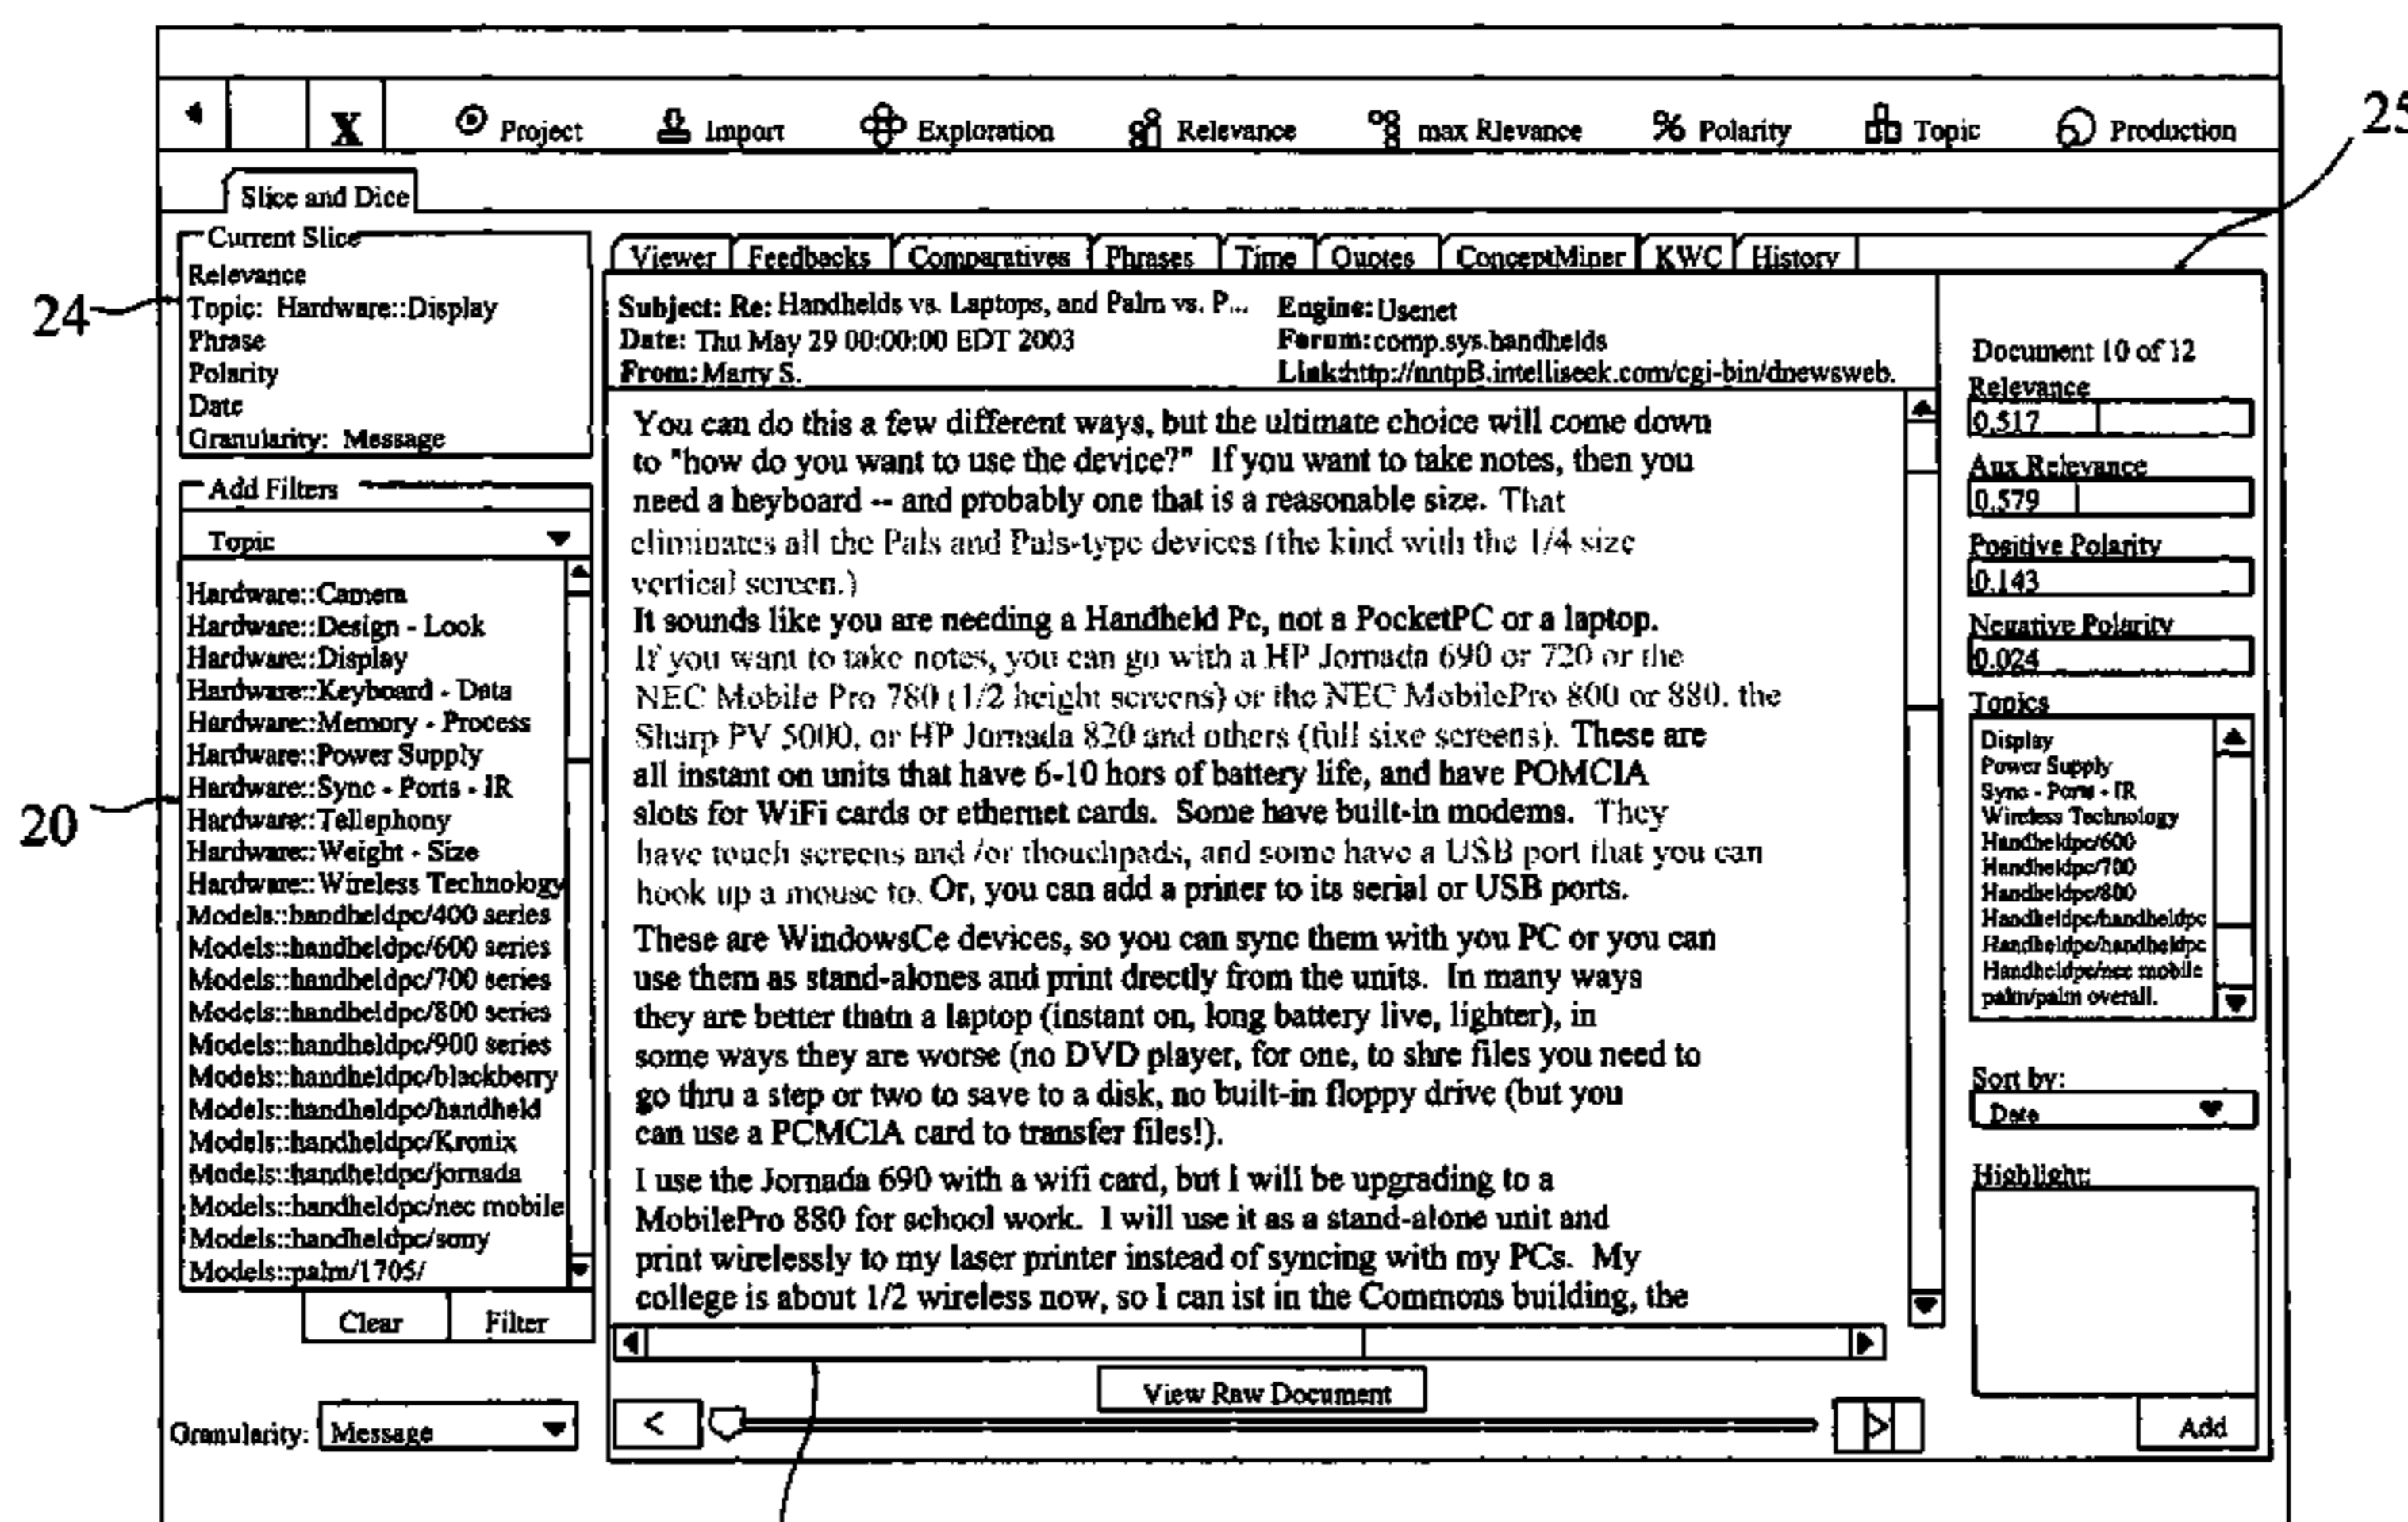 X Project Import Exploration Relevance max Rlevance % Polarity Topic Production
25
Slice and Dice
Current Slice
Relevance
Topic: Hardware::Display
Phrase
Polarity
Date
Granularity: Message
24
Add Filters
Topic
Hardware::Camera
Hardware::Design - Look
Hardware::Display
Hardware::Keyboard - Data
Hardware::Memory - Process
Hardware::Power Supply
Hardware::Sync - Ports - IR
Hardware::Tellephony
Hardware::Weight - Size
Hardware::Wireless Technology
Models::handheldpc/400 series
Models::handheldpc/600 series
Models::handheldpc/700 series
Models::handheldpc/800 series
Models::handheldpc/900 series
Models::handheldpc/blackberry
Models::handheldpc/handheld
Models::handheldpc/Kronix
Models::handheldpc/jornada
Models::handheldpc/nec mobile
Models::handheldpc/sony
Models::palm/1705/
20
Clear Filter
Granularity: Message
Viewer Feedbacks Comparatives Phrases Time Quotes ConceptMiner KWC History
Subject: Re: Handhelds vs. Laptops, and Palm vs. P... Engine: Usenet
Date: Thu May 29 00:00:00 EDT 2003 Forum: comp.sys.handhelds
From: Marty S. Link: http://nntpB.intelliseek.com/cgi-bin/dnewsweb.
You can do this a few different ways, but the ultimate choice will come down
to "how do you want to use the device?" If you want to take notes, then you
need a heyboard -- and probably one that is a reasonable size. That
eliminates all the Pals and Pals-type devices (the kind with the 1/4 size
vertical screen.)
It sounds like you are needing a Handheld Pc, not a PocketPC or a laptop.
If you want to take notes, you can go with a HP Jornada 690 or 720 or the
NEC Mobile Pro 780 (1/2 height screens) or the NEC MobilePro 800 or 880. the
Sharp PV 5000, or HP Jornada 820 and others (full sixe screens). These are
all instant on units that have 6-10 hors of battery life, and have POMCIA
slots for WiFi cards or ethernet cards. Some have built-in modems. They
have touch screens and /or thouchpads, and some have a USB port that you can
hook up a mouse to. Or, you can add a priner to its serial or USB ports.
These are WindowsCe devices, so you can sync them with you PC or you can
use them as stand-alones and print drectly from the units. In many ways
they are better thatn a laptop (instant on, long battery live, lighter), in
some ways they are worse (no DVD player, for one, to shre files you need to
go thru a step or two to save to a disk, no built-in floppy drive (but you
can use a PCMCIA card to transfer files!).
I use the Jornada 690 with a wifi card, but I will be upgrading to a
MobilePro 880 for school work. I will use it as a stand-alone unit and
print wirelessly to my laser printer instead of syncing with my PCs. My
college is about 1/2 wireless now, so I can ist in the Commons building, the
View Raw Document
< >
Document 10 of 12
Relevance
0.517
Aux Relevance
0.579
Positive Polarity
0.143
Negative Polarity
0.024
Topics
Display
Power Supply
Sync - Ports - IR
Wireless Technology
Handheldpc/600
Handheldpc/700
Handheldpc/800
Handheldpc/handheldpc
Handheldpc/handheldpc
Handheldpc/nec mobile
palm/palm overall.
Sort by:
Date
Highlight:
Add